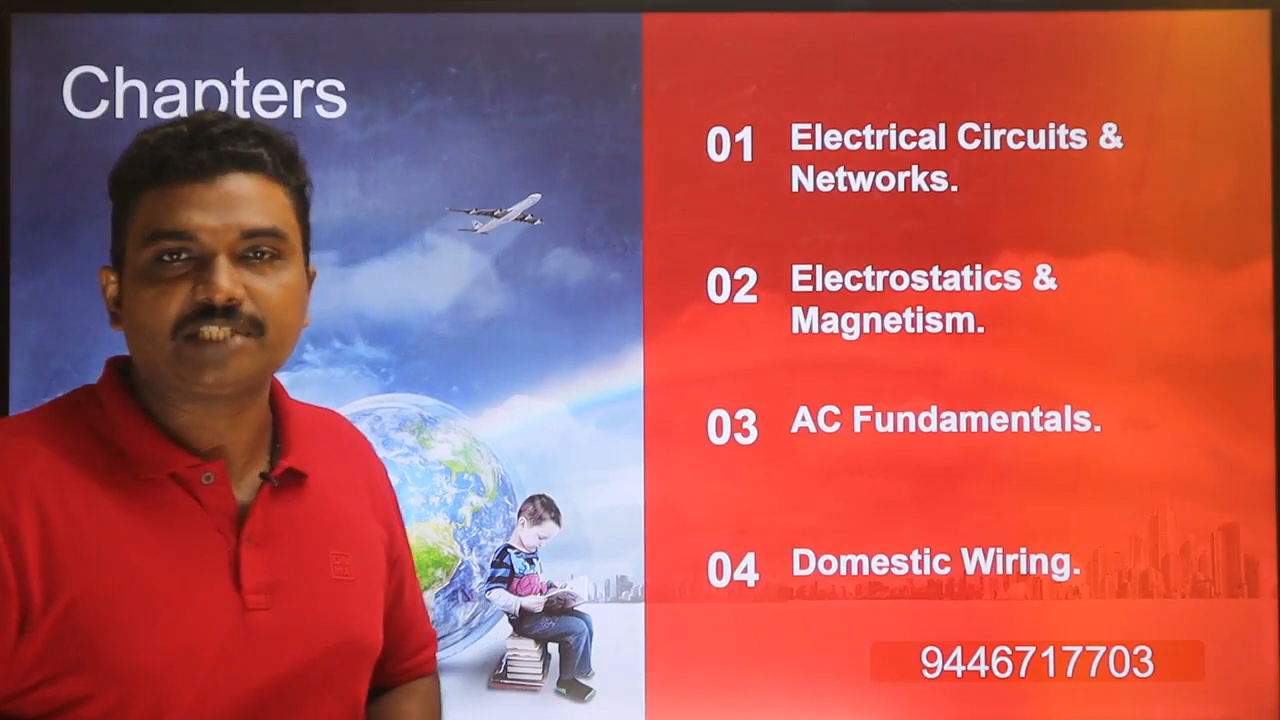 Chapters
01 Electrical Circuits &
Networks.
02 Electrostatics &
Magnetism.
03 AC Fundamentals.
04 Domestic Wiring.
9446717703